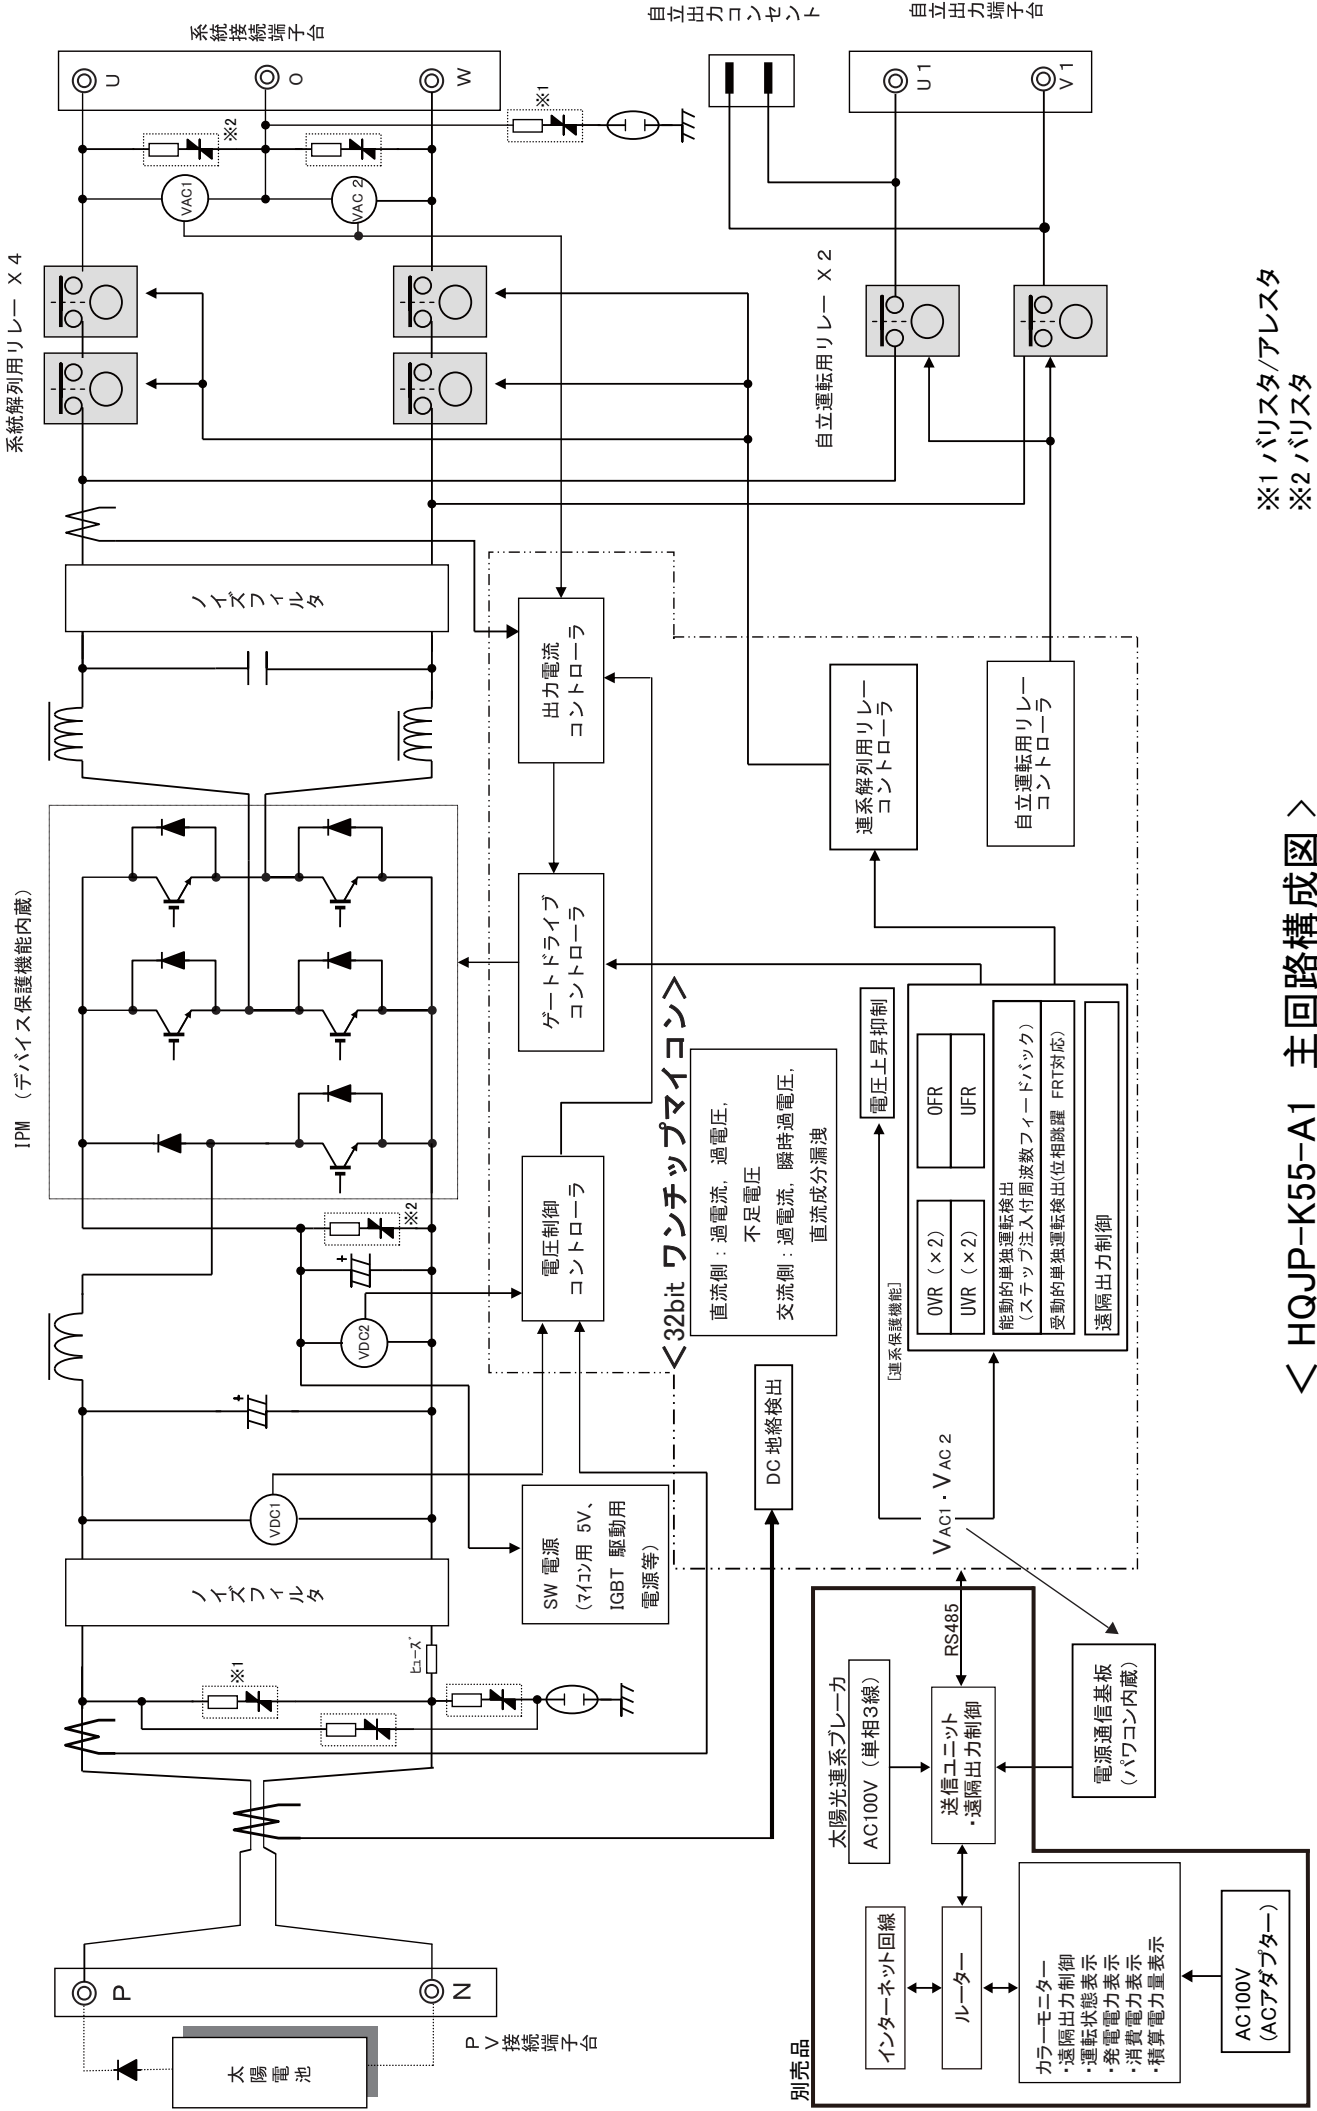 系統接続端子台
U
O
W
自立出力コンセント
自立出力端子台
U1
V1
※2
※1
VAC1
VAC 2
系統解列用リレー X 4
自立運転用リレー X 2
※1 バリスタ/アレスタ
※2 バリスタ
ノイズフィルタ
出力電流
コントローラ
連系解列用リレー
コントローラ
自立運転用リレー
コントローラ
IPM (デバイス保護機能内蔵)
ゲートドライブ
コントローラ
電圧制御
コントローラ
<32bit ワンチップマイコン>
直流側：過電流，過電圧，
不足電圧
交流側：過電流，瞬時過電圧，
直流成分漏洩
電圧上昇抑制
[連系保護機能]
OVR (×2)
OFR
UVR (×2)
UFR
能動的単独運転検出
(ステップ注入付周波数フィードバック)
受動的単独運転検出(位相跳躍 FRT対応)
遠隔出力制御
※2
VDC2
+
+
VDC1
SW 電源
(マイコン用 5V、
IGBT 駆動用
電源等)
DC 地絡検出
VAC1・VAC 2
ノイズフィルタ
ヒューズ
※1
RS485
太陽光連系ブレーカ
AC100V (単相3線)
送信ユニット
・遠隔出力制御
電源通信基板
(パワコン内蔵)
インターネット回線
ルーター
カラーモニター
・遠隔出力制御
・運転状態表示
・発電電力表示
・消費電力表示
・積算電力量表示
AC100V
(ACアダプター)
別売品
P
N
ＰＶ接続端子台
太陽電池
< HQJP-K55-A1 主回路構成図 >